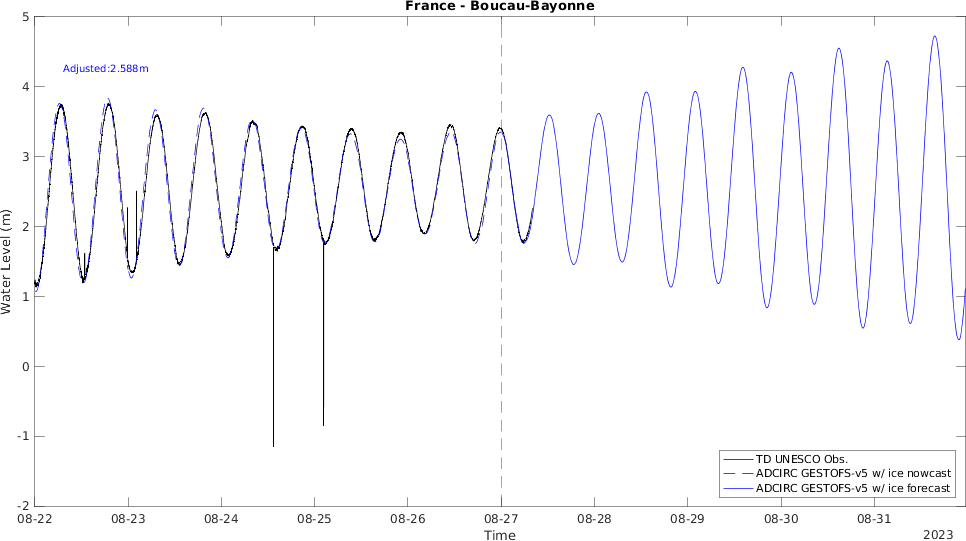 France - Boucau-Bayonne
Adjusted:2.588m
Water Level (m)
5
4
3
2
1
0
-1
-2
TD UNESCO Obs.
ADCIRC GESTOFS-v5 w/ ice nowcast
ADCIRC GESTOFS-v5 w/ ice forecast
08-22 08-23 08-24 08-25 08-26 08-27 08-28 08-29 08-30 08-31
Time
2023